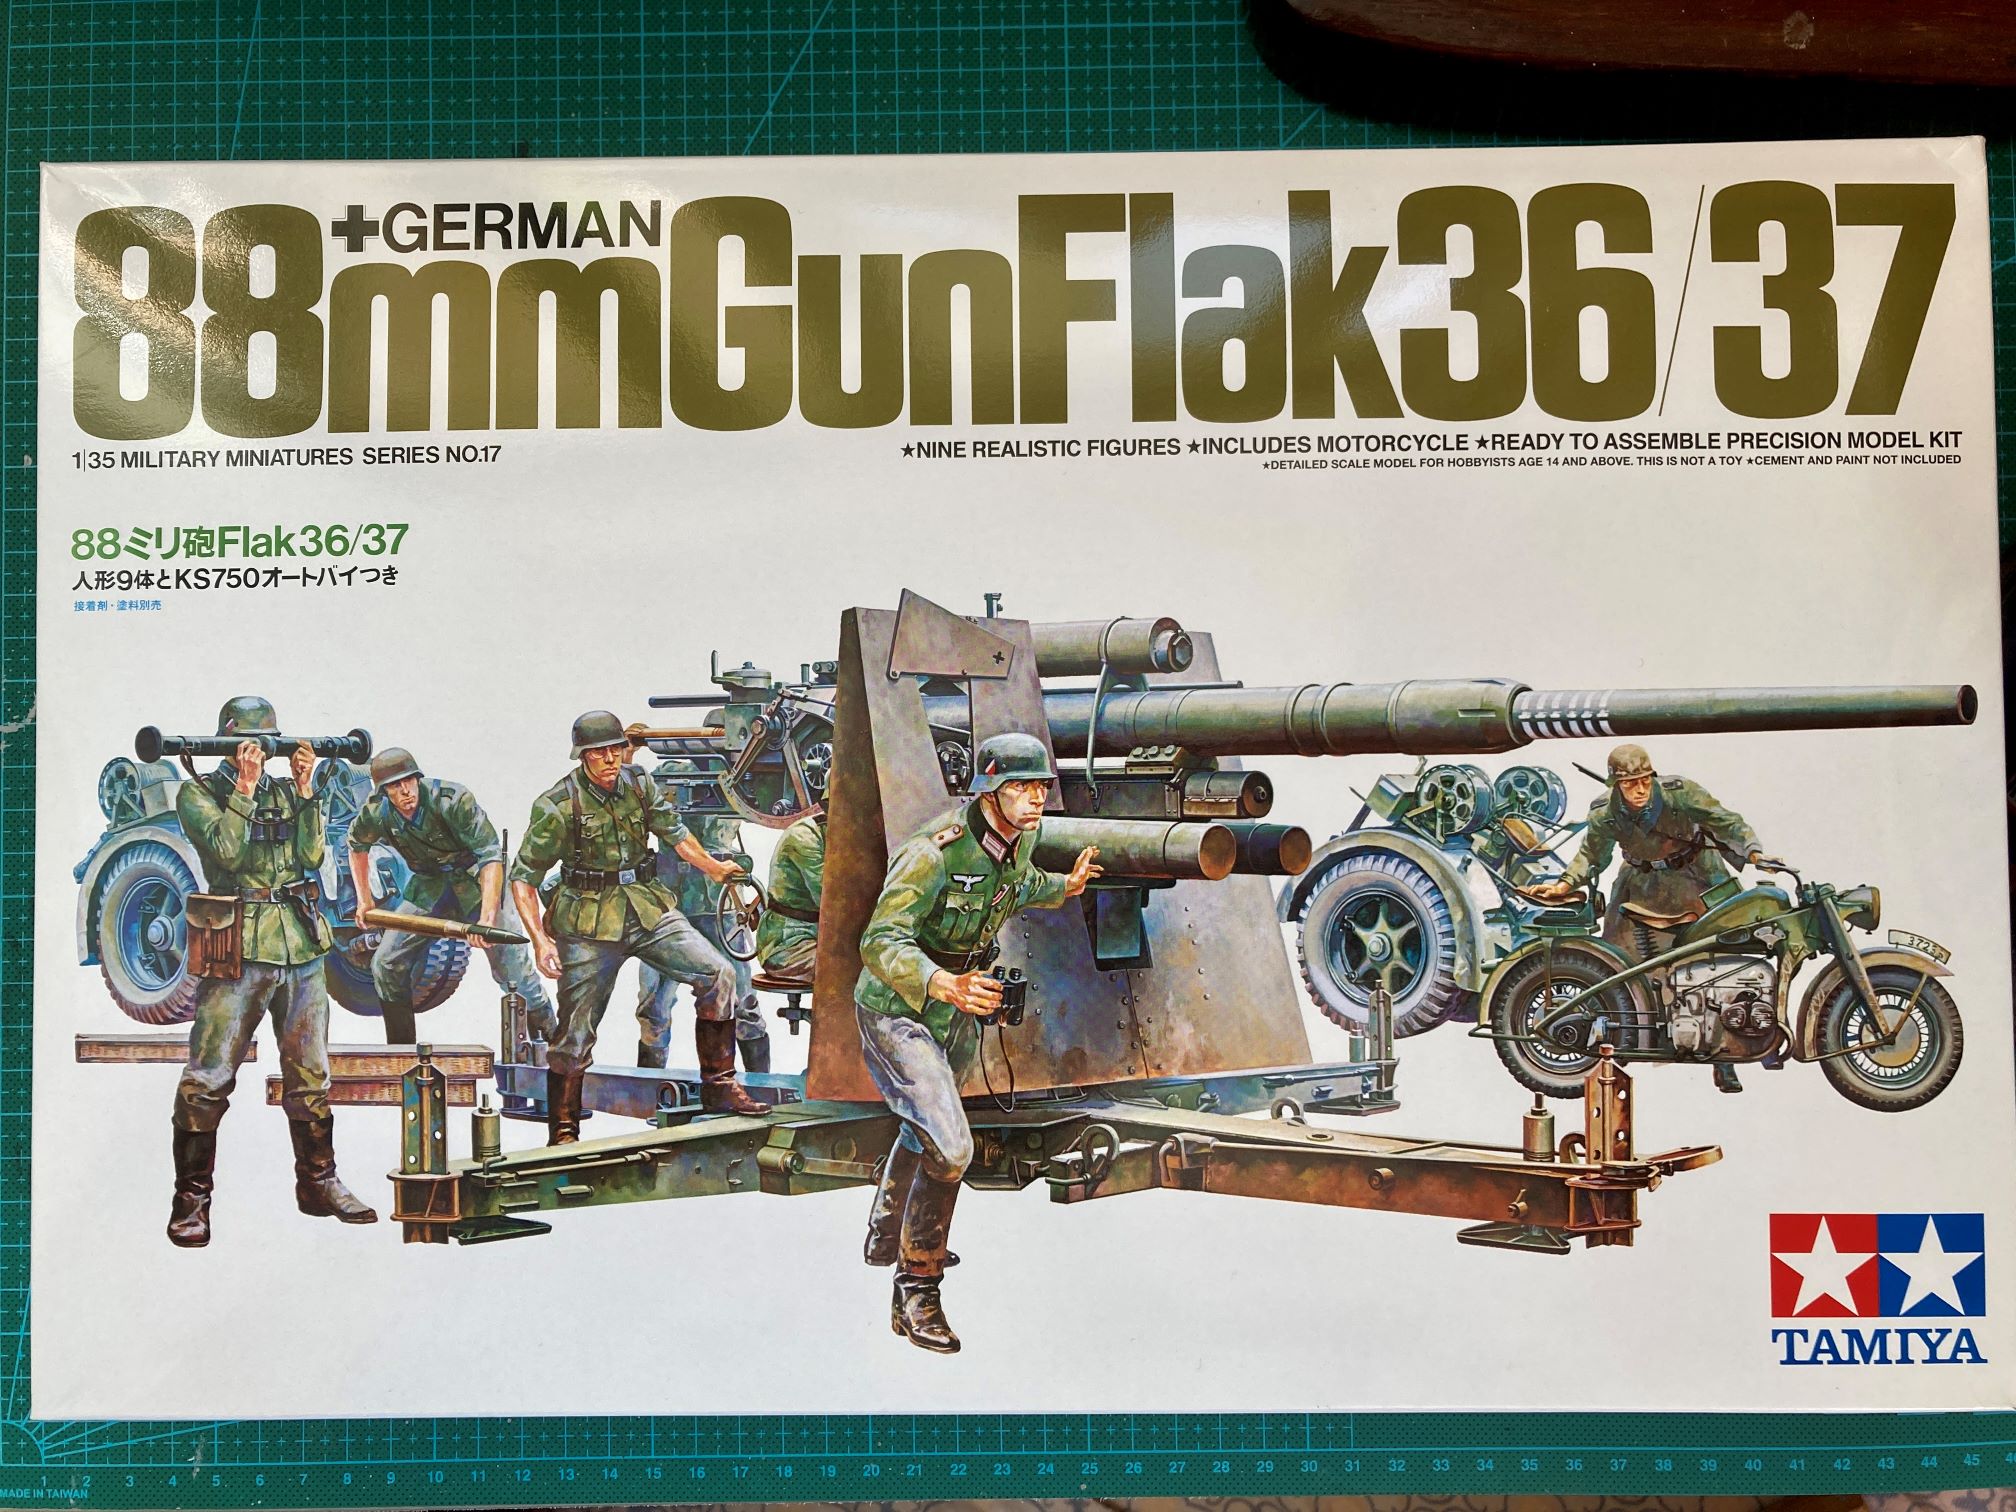 ✚GERMAN
88mmGunFlak36/37
1/35 MILITARY MINIATURES SERIES NO.17
★NINE REALISTIC FIGURES ★INCLUDES MOTORCYCLE ★READY TO ASSEMBLE PRECISION MODEL KIT
★DETAILED SCALE MODEL FOR HOBBYISTS AGE 14 AND ABOVE. THIS IS NOT A TOY ★CEMENT AND PAINT NOT INCLUDED
88ミリ砲Flak36/37
人形9体とKS750オートバイつき
接着剤・塗料別売
TAMIYA
1 2 3 4 5 6 7 8 9 10 11 12 13 14 15 16 17 18 19 20 21 22 23 24 25 26 27 28 29 30 31 32 33 34 35 36 37 38 39 40 41 42 43 44 45
MADE IN TAIWAN